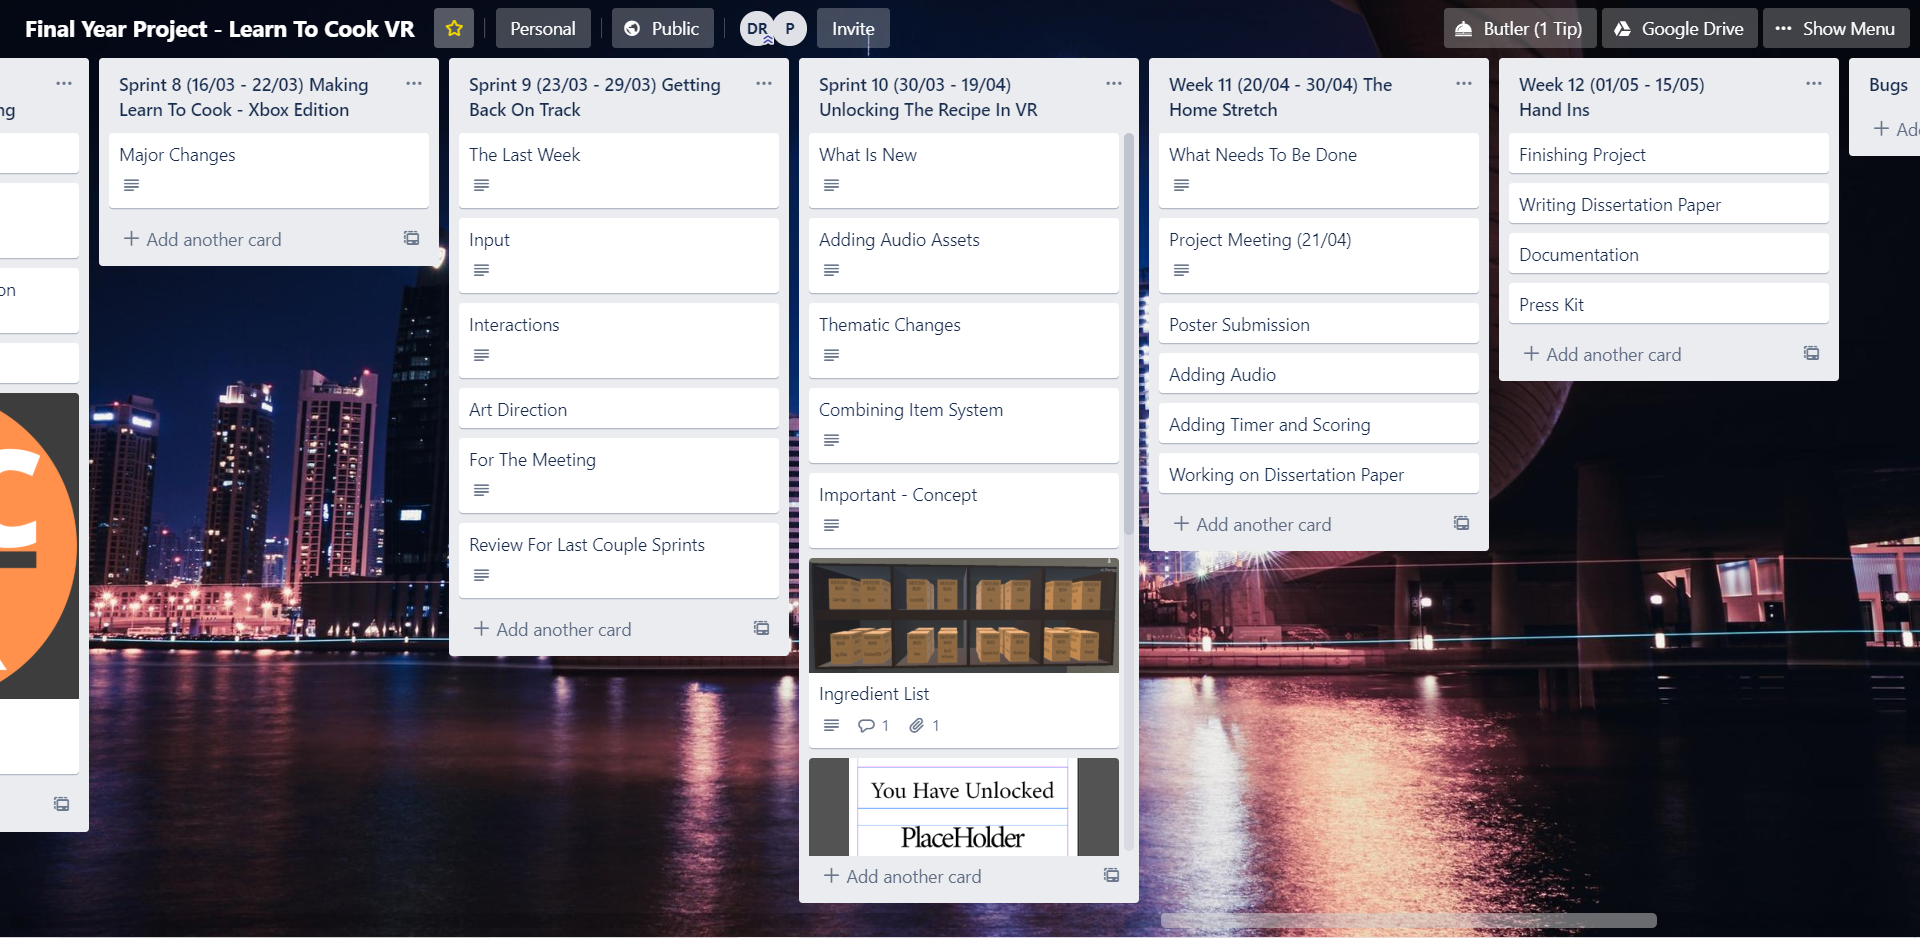 Final Year Project - Learn To Cook VR
Personal
Public
DR
P
Invite
Butler (1 Tip)
Google Drive
Show Menu
ng
on
Sprint 8 (16/03 - 22/03) Making
Learn To Cook - Xbox Edition
Major Changes
Add another card
Sprint 9 (23/03 - 29/03) Getting
Back On Track
The Last Week
Input
Interactions
Art Direction
For The Meeting
Review For Last Couple Sprints
Add another card
Sprint 10 (30/03 - 19/04)
Unlocking The Recipe In VR
What Is New
Adding Audio Assets
Thematic Changes
Combining Item System
Important - Concept
Ingredient List
1
1
You Have Unlocked
PlaceHolder
Add another card
Week 11 (20/04 - 30/04) The
Home Stretch
What Needs To Be Done
Project Meeting (21/04)
Poster Submission
Adding Audio
Adding Timer and Scoring
Working on Dissertation Paper
Add another card
Week 12 (01/05 - 15/05)
Hand Ins
Finishing Project
Writing Dissertation Paper
Documentation
Press Kit
Add another card
Bugs
Add